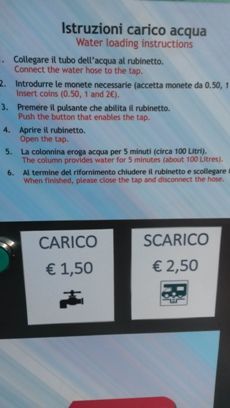 Istruzioni carico acqua
Water loading instructions
1. Collegare il tubo dell'acqua al rubinetto.
Connect the water hose to the tap.
2. Introdurre le monete necessarie (accetta monete da 0.50, 1
Insert coins (0.50, 1 and 2€).
3. Premere il pulsante che abilita il rubinetto.
Push the button that enables the tap.
4. Aprire il rubinetto.
Open the tap.
5. La colonnina eroga acqua per 5 minuti (circa 100 Litri).
The column provides water for 5 minutes (about 100 Litres).
6. Al termine del rifornimento chiudere il rubinetto e scollegare
When finished, please close the tap and disconnect the hose.
CARICO
€ 1,50
SCARICO
€ 2,50